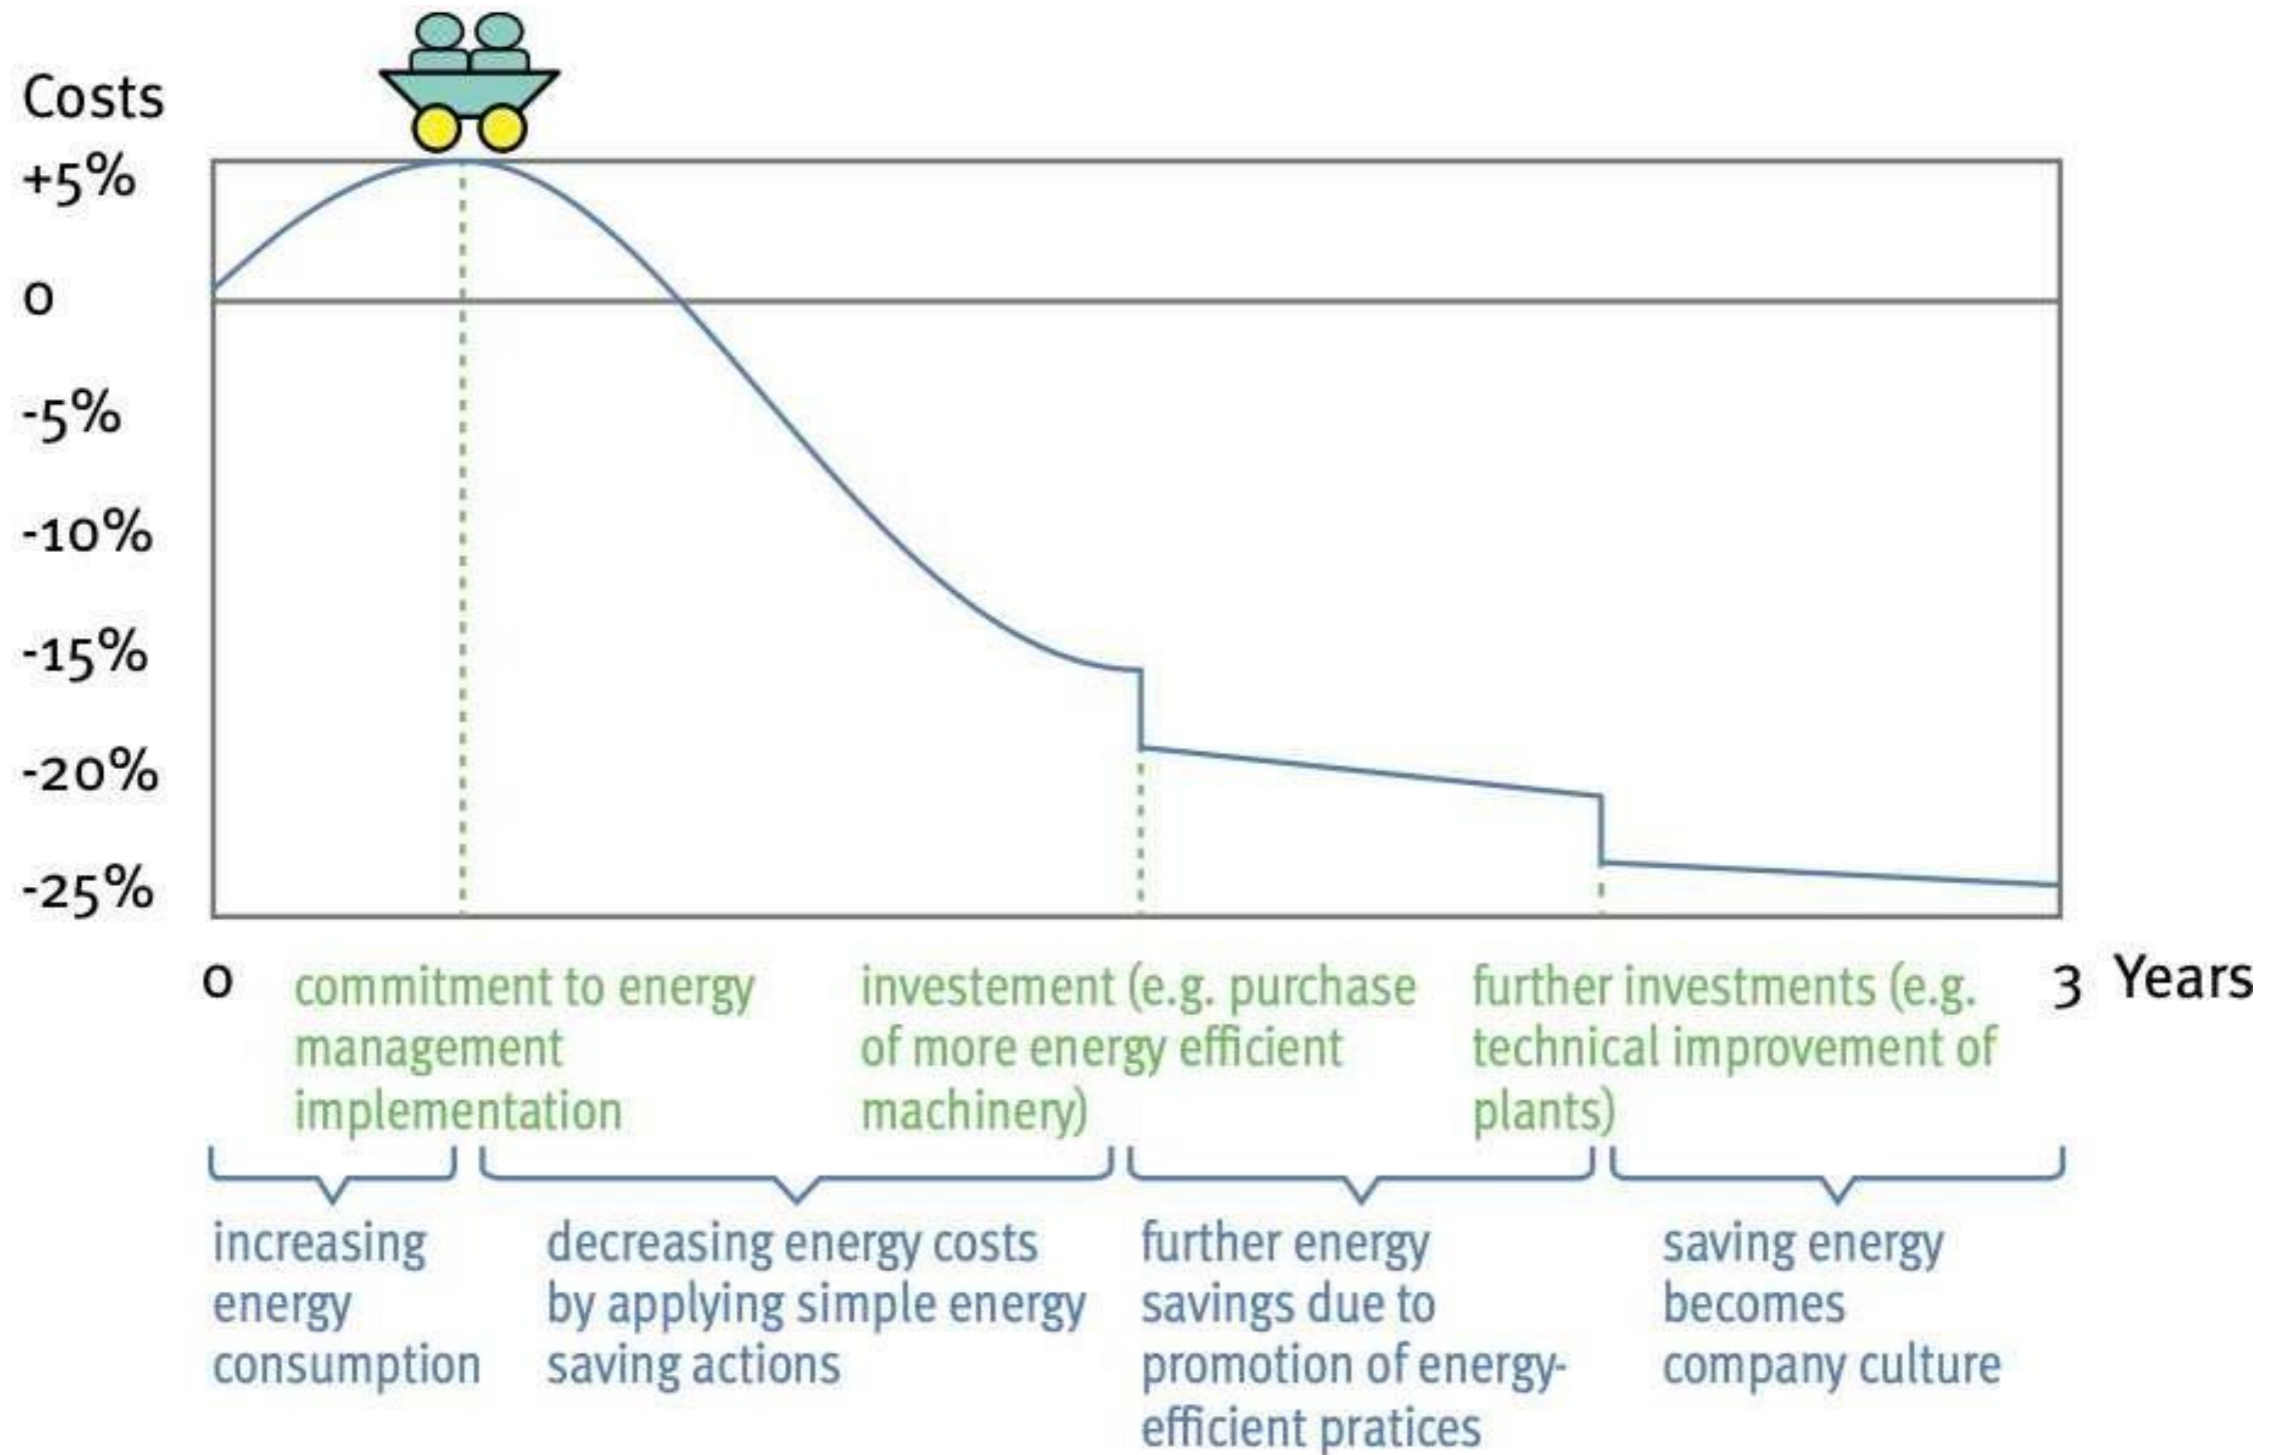 Costs
+5%
0
-5%
-10%
-15%
-20%
-25%
0
3 Years
commitment to energy
management
implementation
investement (e.g. purchase
of more energy efficient
machinery)
further investments (e.g.
technical improvement of
plants)
increasing
energy
consumption
decreasing energy costs
by applying simple energy
saving actions
further energy
savings due to
promotion of energy-
efficient pratices
saving energy
becomes
company culture